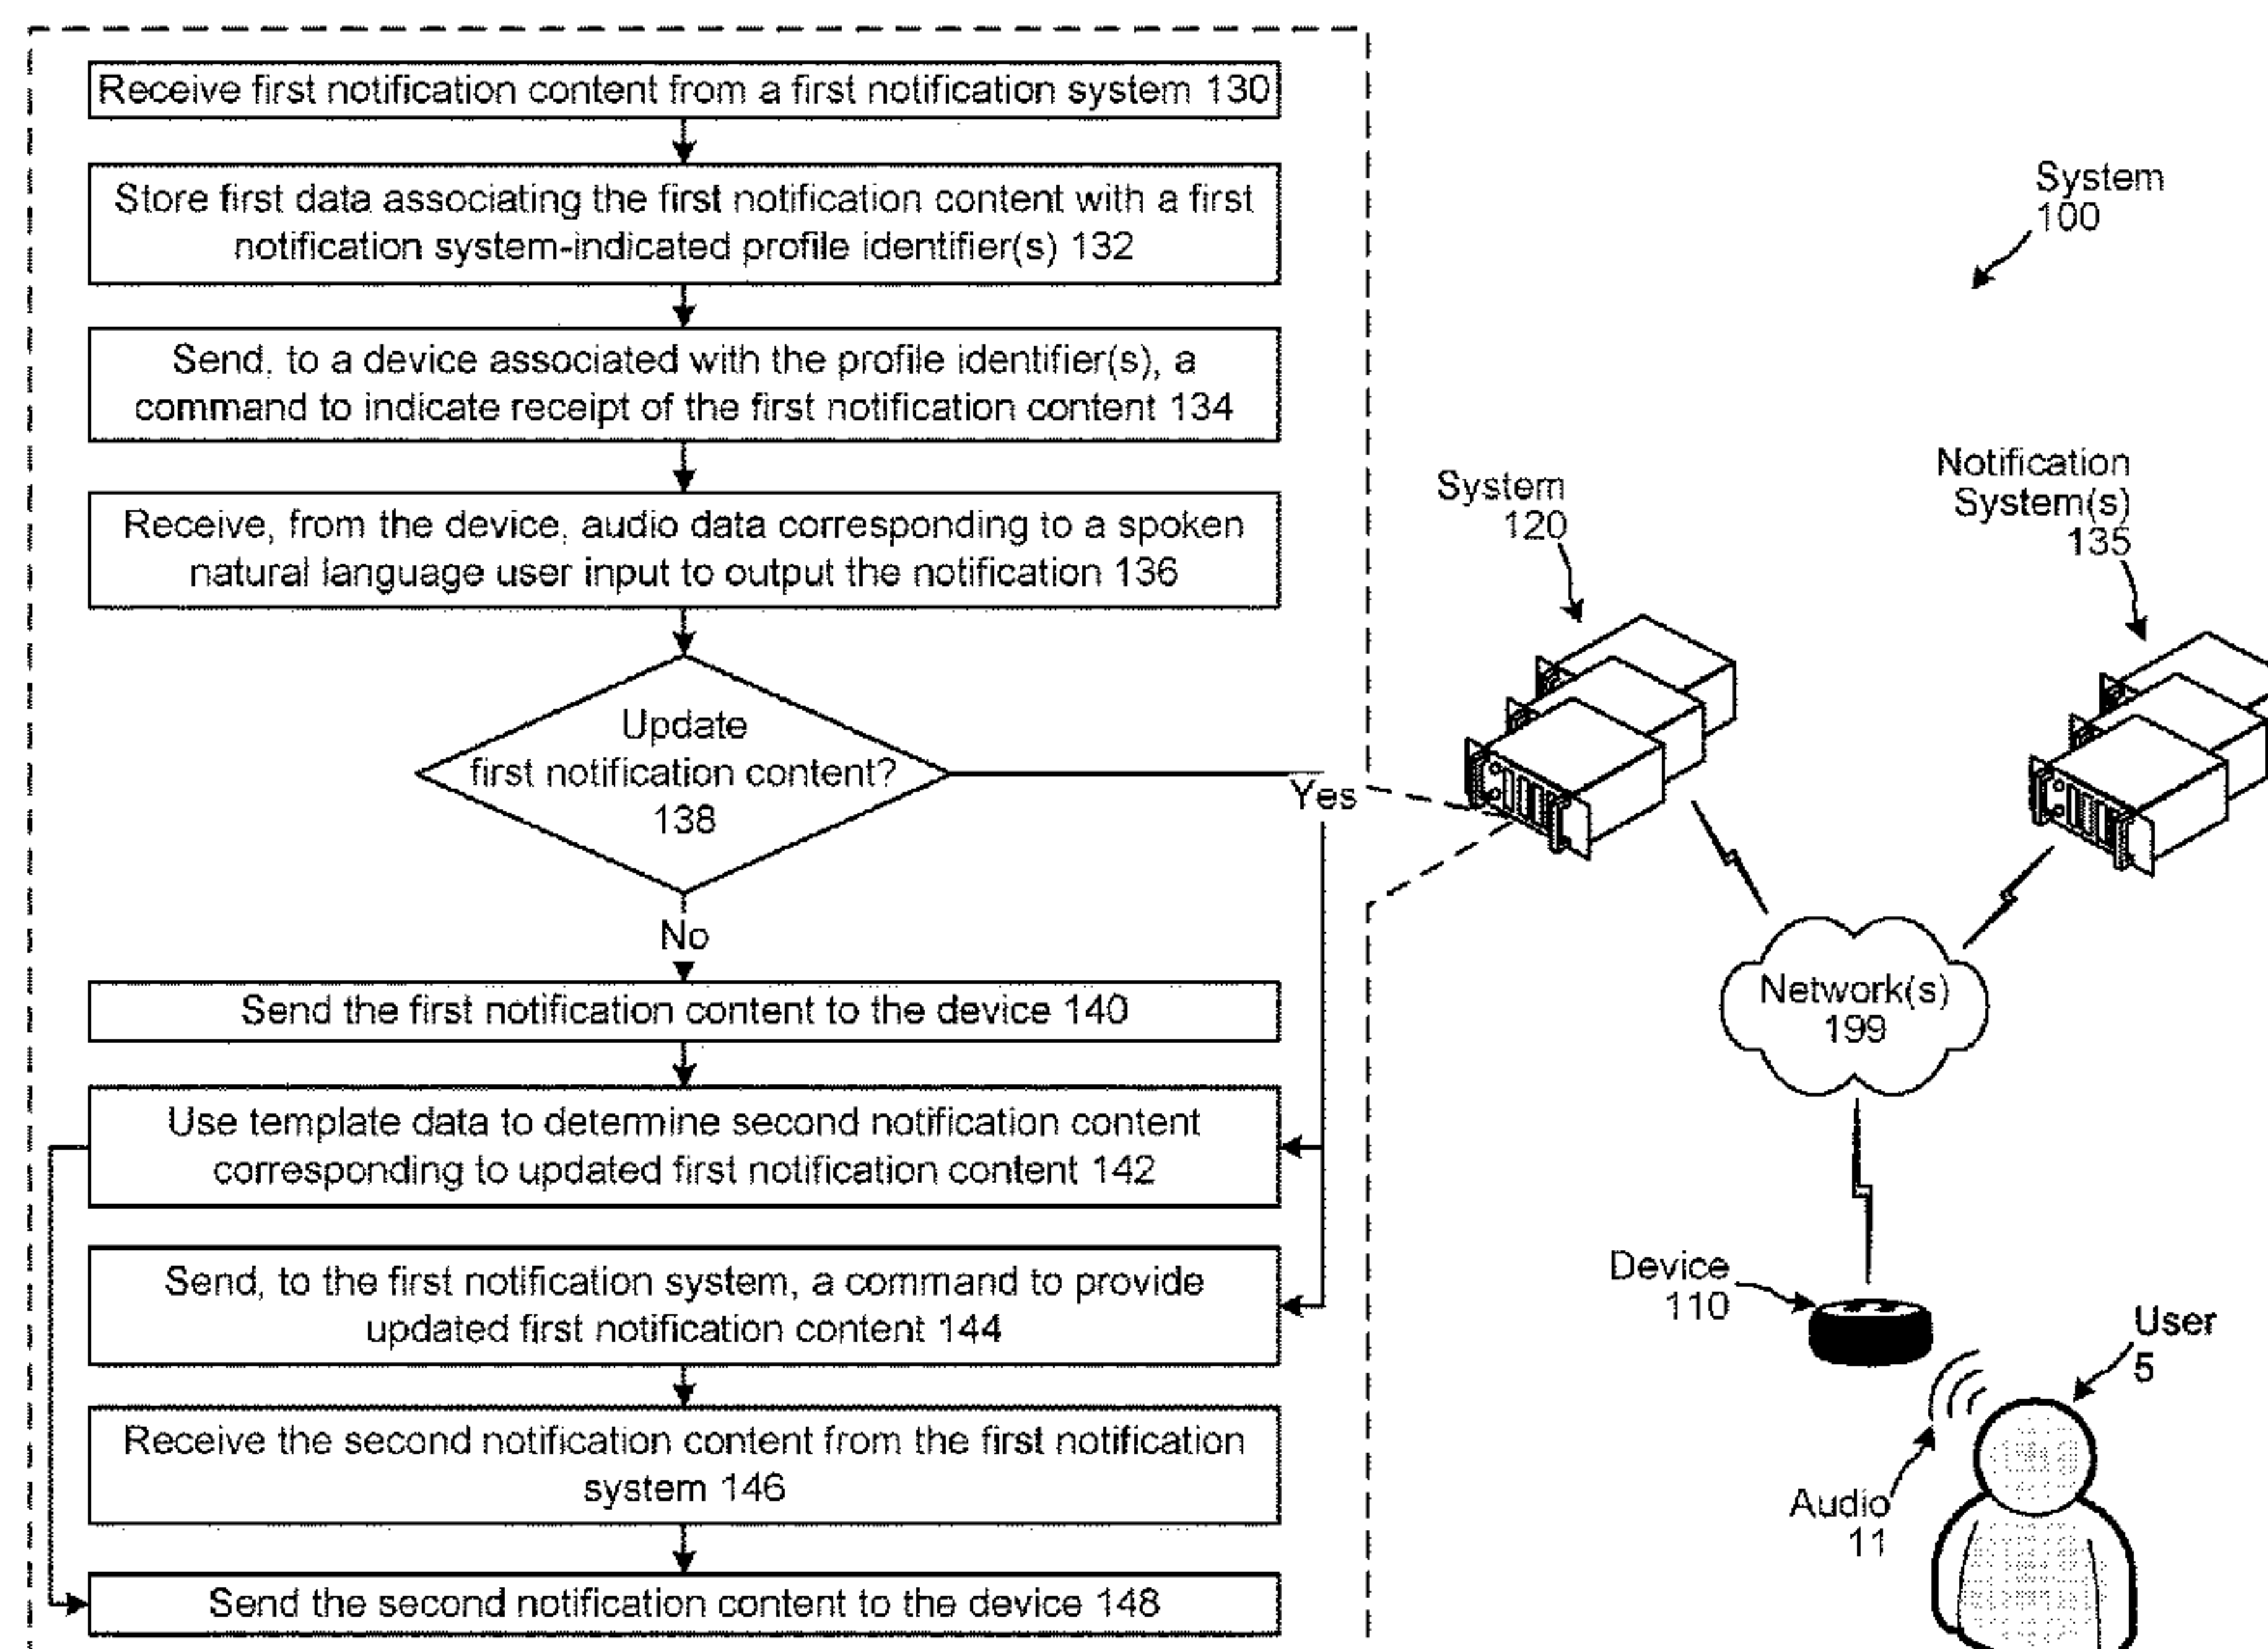 Receive first notification content from a first notification system 130
Store first data associating the first notification content with a first
notification system-indicated profile identifier(s) 132
Send, to a device associated with the profile identifier(s), a
command to indicate receipt of the first notification content 134
Receive, from the device, audio data corresponding to a spoken
natural language user input to output the notification 136
Update
first notification content?
138
Yes
No
Send the first notification content to the device 140
Use template data to determine second notification content
corresponding to updated first notification content 142
Send, to the first notification system, a command to provide
updated first notification content 144
Receive the second notification content from the first notification
system 146
Send the second notification content to the device 148
System
100
System
120
Notification
System(s)
135
Network(s)
199
Device
110
User
5
Audio
11